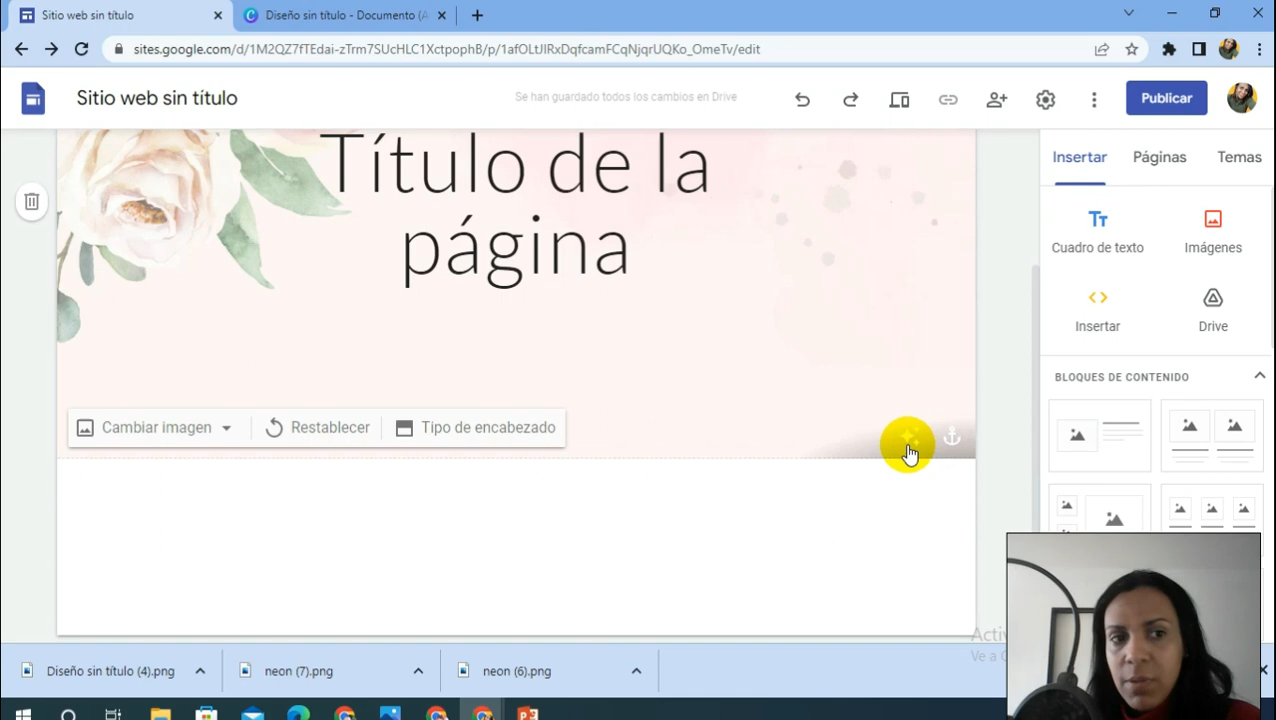 Sitio web sin título
Diseño sin título - Documento (A
sites.google.com/d/1M2QZ7fTEdai-zTrm7SUcHLC1XctpophB/p/1afOLtJIRxDqfcamFCqNjqrUQKo_OmeTv/edit
Sitio web sin título
Se han guardado todos los cambios en Drive
Publicar
Título de la
página
Insertar
Páginas
Temas
Cuadro de texto
Imágenes
Insertar
Drive
BLOQUES DE CONTENIDO
Cambiar imagen
Restablecer
Tipo de encabezado
Activ
Ve a C
Diseño sin título (4).png
neon (7).png
neon (6).png